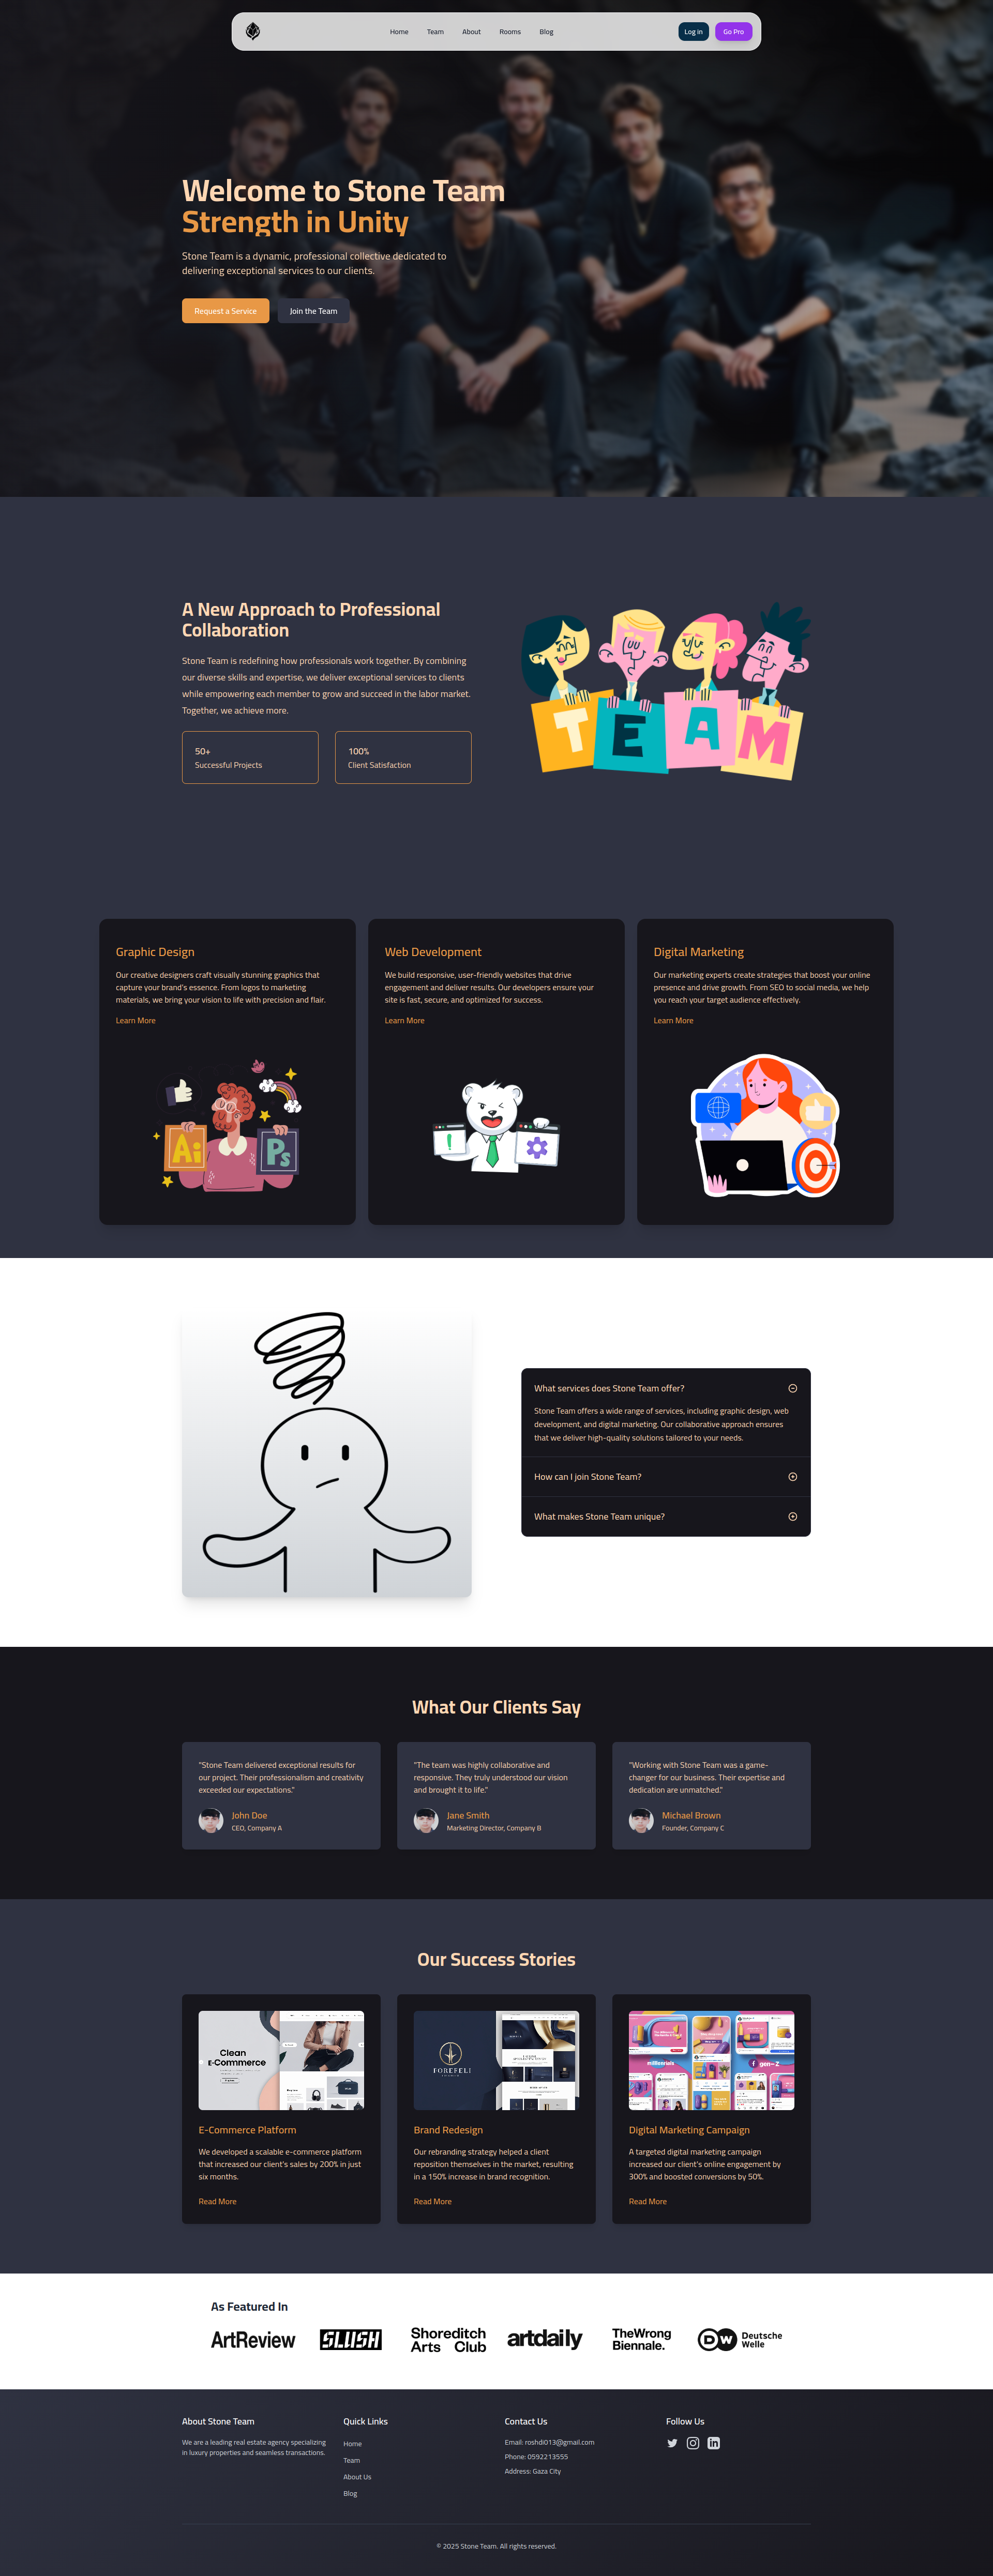 Home Team About Rooms Blog Log in Go Pro
Welcome to Stone Team
Strength in Unity
Stone Team is a dynamic, professional collective dedicated to
delivering exceptional services to our clients.
Request a Service Join the Team
A New Approach to Professional
Collaboration
Stone Team is redefining how professionals work together. By combining
our diverse skills and expertise, we deliver exceptional services to clients
while empowering each member to grow and succeed in the labor market.
Together, we achieve more.
50+
Successful Projects
100%
Client Satisfaction
TEAM
Graphic Design
Our creative designers craft visually stunning graphics that
capture your brand's essence. From logos to marketing
materials, we bring your vision to life with precision and flair.
Learn More
Ai Ps
Web Development
We build responsive, user-friendly websites that drive
engagement and deliver results. Our developers ensure your
site is fast, secure, and optimized for success.
Learn More
!
Digital Marketing
Our marketing experts create strategies that boost your online
presence and drive growth. From SEO to social media, we help
you reach your target audience effectively.
Learn More
What services does Stone Team offer?
Stone Team offers a wide range of services, including graphic design, web
development, and digital marketing. Our collaborative approach ensures
that we deliver high-quality solutions tailored to your needs.
How can I join Stone Team?
What makes Stone Team unique?
What Our Clients Say
"Stone Team delivered exceptional results for
our project. Their professionalism and creativity
exceeded our expectations."
John Doe
CEO, Company A
"The team was highly collaborative and
responsive. They truly understood our vision
and brought it to life."
Jane Smith
Marketing Director, Company B
"Working with Stone Team was a game-
changer for our business. Their expertise and
dedication are unmatched."
Michael Brown
Founder, Company C
Our Success Stories
Clean
E-Commerce
E-Commerce Platform
We developed a scalable e-commerce platform
that increased our client's sales by 200% in just
six months.
Read More
FOREFELI
Brand Redesign
Our rebranding strategy helped a client
reposition themselves in the market, resulting
in a 150% increase in brand recognition.
Read More
millennials
gen-Z
Digital Marketing Campaign
A targeted digital marketing campaign
increased our client's online engagement by
300% and boosted conversions by 50%.
Read More
As Featured In
ArtReview
SLUSH
Shoreditch
Arts Club
artdaily
TheWrong
Biennale.
DW Deutsche
Welle
About Stone Team
We are a leading real estate agency specializing
in luxury properties and seamless transactions.
Quick Links
Home
Team
About Us
Blog
Contact Us
Email: roshdi013@gmail.com
Phone: 0592213555
Address: Gaza City
Follow Us
© 2025 Stone Team. All rights reserved.